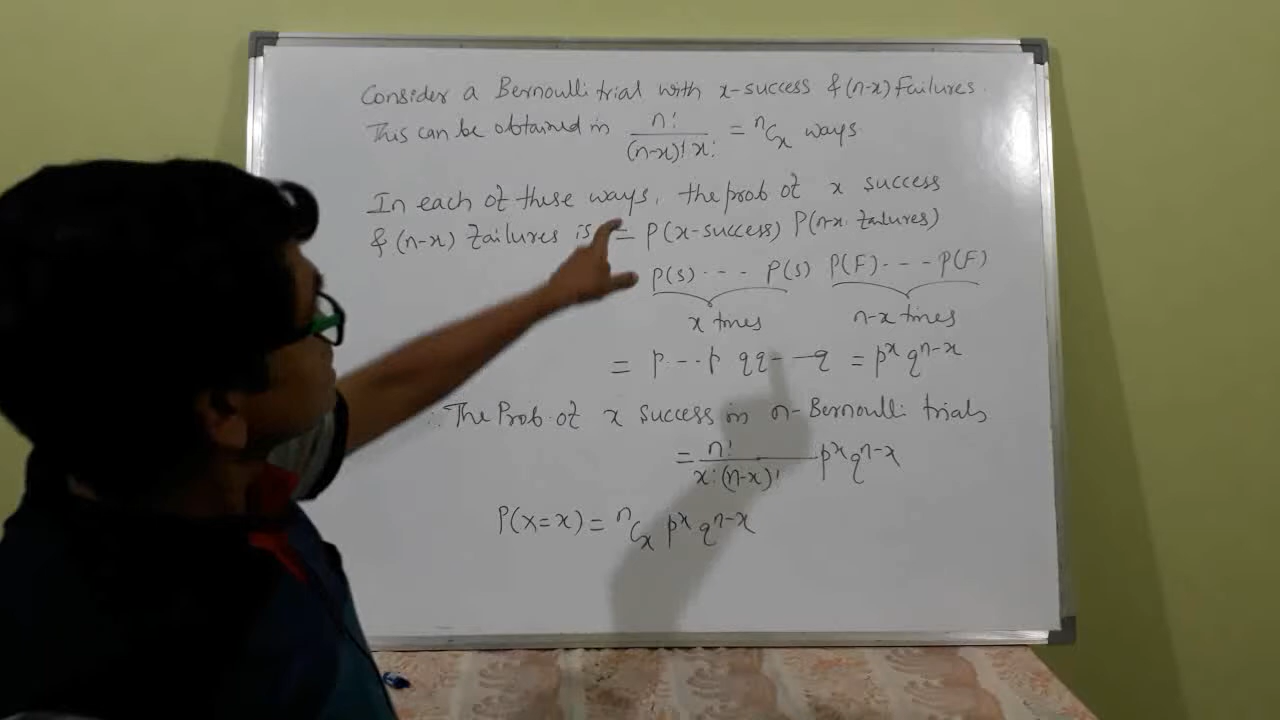 Consider a Bernoulli trial with x-success & (n-x) Failures.
This can be obtained in n!/(n-x)! x! = ⁿCₓ ways
In each of these ways, the prob of x success
& (n-x) Failures is = P(x-success) P(n-x Failures)
P(S) - - - P(S) P(F) - - - P(F)
x times n-x times
= p - - - p qq - - q = pˣ qⁿ⁻ˣ
∴ The Prob of x success in n-Bernoulli trials
= n!/x! (n-x)! pˣ qⁿ⁻ˣ
P(X=x) = ⁿCₓ pˣ qⁿ⁻ˣ